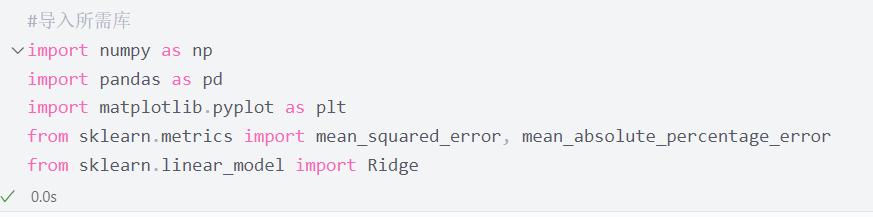 #导入所需库
import numpy as np
import pandas as pd
import matplotlib.pyplot as plt
from sklearn.metrics import mean_squared_error, mean_absolute_percentage_error
from sklearn.linear_model import Ridge
0.0s